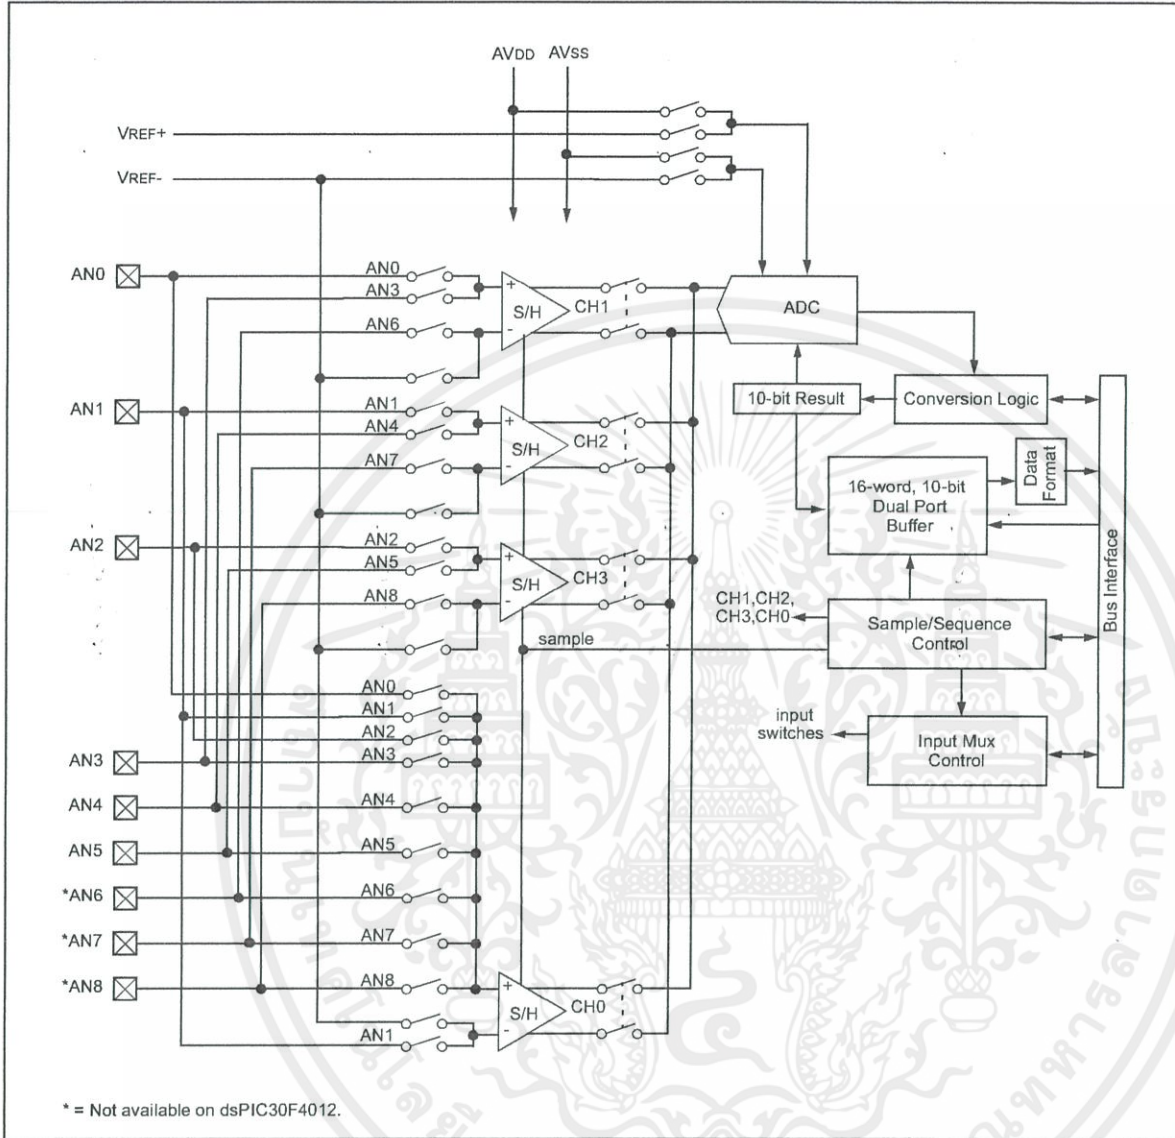 AVDD AVSS
VREF+
VREF-
AN0
AN0
AN3
AN6
+
-
S/H
CH1
ADC
AN1
AN1
AN4
AN7
+
-
S/H
CH2
10-bit Result
Conversion Logic
16-word, 10-bit
Dual Port
Buffer
Data
Format
Bus Interface
AN2
AN2
AN5
AN8
+
-
S/H
CH3
CH1,CH2,
CH3,CH0
Sample/Sequence
Control
sample
input
switches
Input Mux
Control
AN0
AN1
AN2
AN3
AN3
AN4
AN4
AN5
AN5
*AN6
AN6
*AN7
AN7
*AN8
AN8
AN1
+
-
S/H
CH0
* = Not available on dsPIC30F4012.